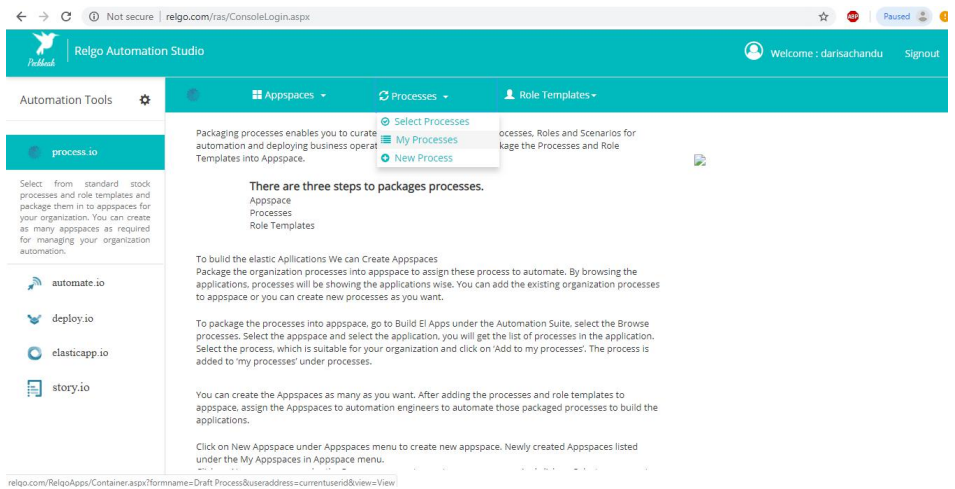 Not secure | relgo.com/ras/ConsoleLogin.aspx
ABP
Paused
Peckbeak
Relgo Automation Studio
Welcome : darisachandu
Signout
Automation Tools
Appspaces
Processes
Role Templates
Select Processes
My Processes
New Process
process.io
Select from standard stock
processes and role templates and
package them in to appspaces for
your organization. You can create
as many appspaces as required
for managing your organization
automation.
automate.io
deploy.io
elasticapp.io
story.io
Packaging processes enables you to curate ocesses, Roles and Scenarios for
automation and deploying business operat kage the Processes and Role
Templates into Appspace.
There are three steps to packages processes.
Appspace
Processes
Role Templates
To bulid the elastic Apllications We can Create Appspaces
Package the organization processes into appspace to assign these process to automate. By browsing the
applications, processes will be showing the applications wise. You can add the existing organization processes
to appspace or you can create new processes as you want.
To package the processes into appspace, go to Build El Apps under the Automation Suite, select the Browse
processes. Select the appspace and select the application, you will get the list of processes in the application.
Select the process, which is suitable for your organization and click on 'Add to my processes'. The process is
added to 'my processes' under processes.
You can create the Appspaces as many as you want. After adding the processes and role templates to
appspace, assign the Appspaces to automation engineers to automate those packaged processes to build the
applications.
Click on New Appspace under Appspaces menu to create new appspace. Newly created Appspaces listed
under the My Appspaces in Appspace menu.
relgo.com/RelgoApps/Container.aspx?formname=Draft Process&useraddress=currentuserid&view=View